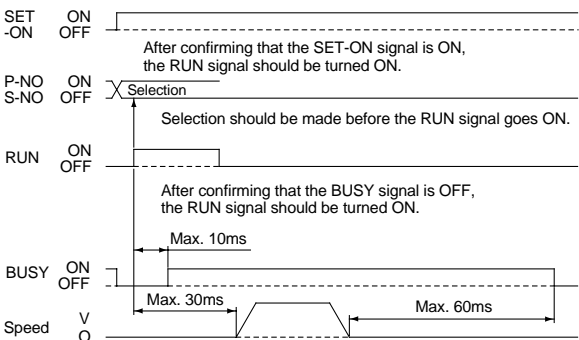 SET ON
-ON OFF
After confirming that the SET-ON signal is ON,
the RUN signal should be turned ON.
P-NO ON
S-NO OFF
Selection
Selection should be made before the RUN signal goes ON.
RUN ON
OFF
After confirming that the BUSY signal is OFF,
the RUN signal should be turned ON.
Max. 10ms
BUSY ON
OFF
Max. 30ms
Max. 60ms
Speed V
O